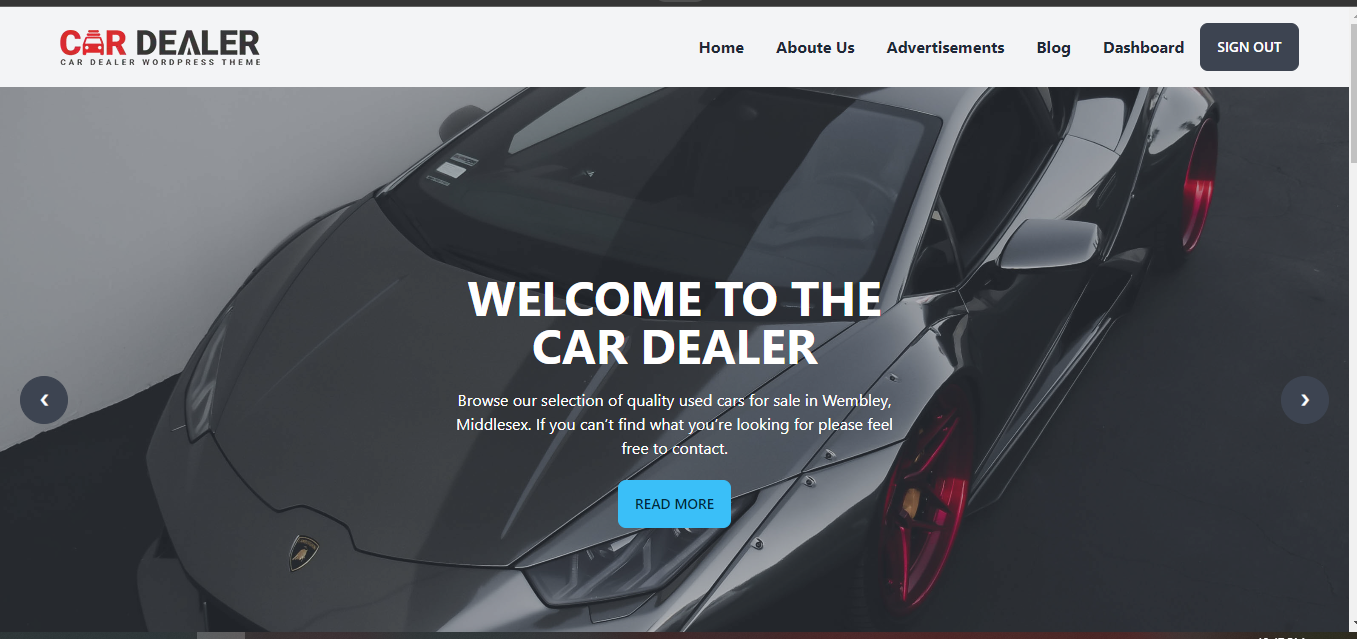 CAR DEALER
CAR DEALER WORDPRESS THEME
Home
Aboute Us
Advertisements
Blog
Dashboard
SIGN OUT
WELCOME TO THE
CAR DEALER
Browse our selection of quality used cars for sale in Wembley,
Middlesex. If you can’t find what you’re looking for please feel
free to contact.
READ MORE